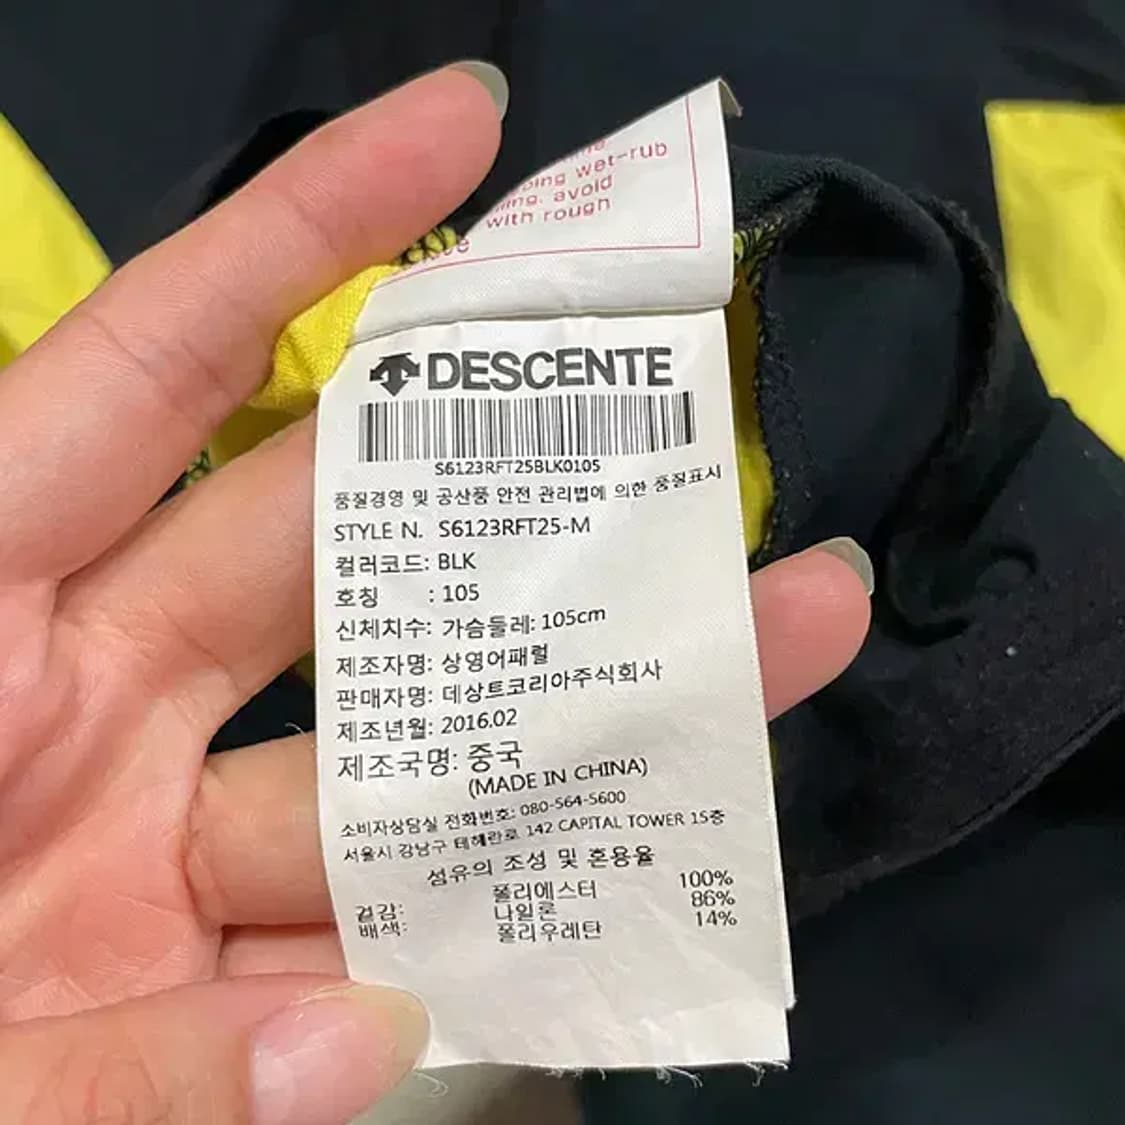 wet-rub
avoid
with rough
DESCENTE
S6123RFT25BLK0105
품질경영 및 공산품 안전 관리법에 의한 품질표시
STYLE N. S6123RFT25-M
컬러코드: BLK
호칭 : 105
신체치수: 가슴둘레: 105cm
제조자명: 상영어패럴
판매자명: 데상트코리아주식회사
제조년월: 2016.02
제조국명: 중국
(MADE IN CHINA)
소비자상담실 전화번호: 080-564-5600
서울시 강남구 테헤란로 142 CAPITAL TOWER 15층
섬유의 조성 및 혼용율
겉감: 폴리에스터 100%
배색: 나일론 86%
폴리우레탄 14%